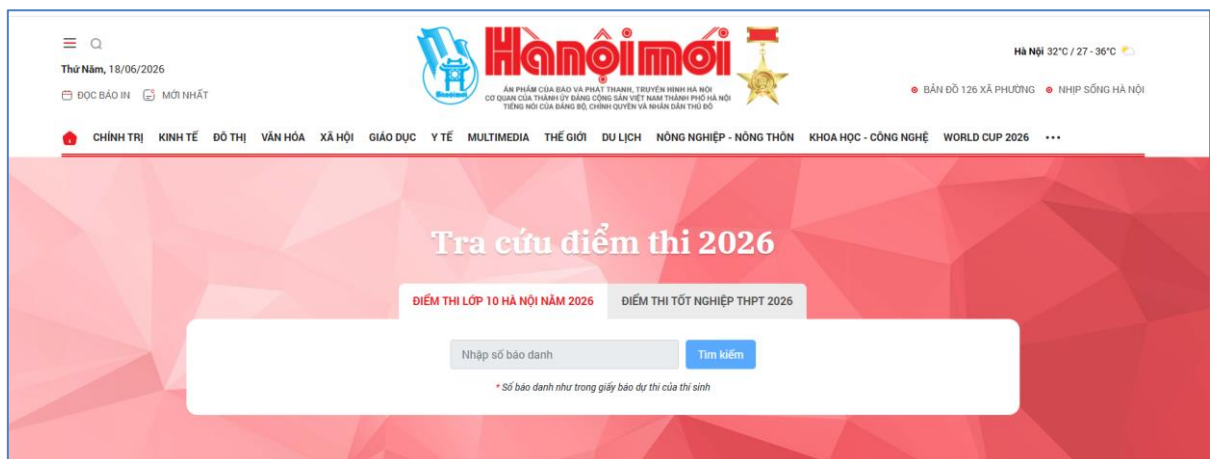 Thứ Năm, 18/06/2026
ĐỌC BÁO IN MỚI NHẤT
Hànộimới
Hànộimới
ẤN PHẨM CỦA BÁO VÀ PHÁT THANH, TRUYỀN HÌNH HÀ NỘI
CƠ QUAN CỦA THÀNH ỦY ĐẢNG CỘNG SẢN VIỆT NAM THÀNH PHỐ HÀ NỘI
TIẾNG NÓI CỦA ĐẢNG BỘ, CHÍNH QUYỀN VÀ NHÂN DÂN THỦ ĐÔ
Hà Nội 32°C / 27 - 36°C
BẢN ĐỒ 126 XÃ PHƯỜNG NHỊP SỐNG HÀ NỘI
CHÍNH TRỊ KINH TẾ ĐÔ THỊ VĂN HÓA XÃ HỘI GIÁO DỤC Y TẾ MULTIMEDIA THẾ GIỚI DU LỊCH NÔNG NGHIỆP - NÔNG THÔN KHOA HỌC - CÔNG NGHỆ WORLD CUP 2026 •••
Tra cứu điểm thi 2026
ĐIỂM THI LỚP 10 HÀ NỘI NĂM 2026 ĐIỂM THI TỐT NGHIỆP THPT 2026
Nhập số báo danh Tìm kiếm
* Số báo danh như trong giấy báo dự thi của thí sinh